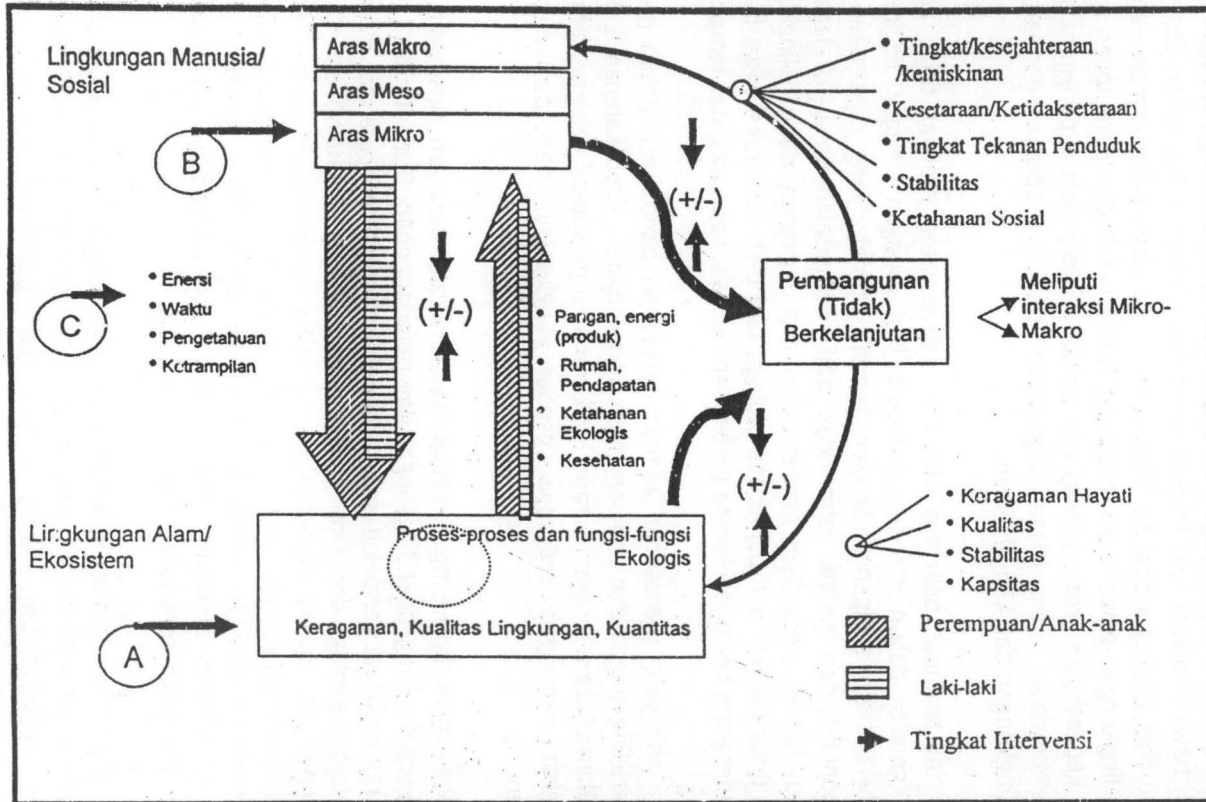 Lingkungan Manusia/
Sosial
Aras Makro
Aras Meso
Aras Mikro
B
• Tingkat/kesejahteraan
/kemiskinan
• Kesetaraan/Ketidaksetaraan
• Tingkat Tekanan Penduduk
• Stabilitas
• Ketahanan Sosial
(+/-)
C
• Enersi
• Waktu
• Pengetahuan
• Kotrampilan
(+/-)
• Pangan, energi
(produk)
• Rumah,
Pendapatan
• Ketahanan
Ekologis
• Kesehatan
Pembangunan
(Tidak)
Berkelanjutan
Meliputi
interaksi Mikro-
Makro
(+/-)
Lingkungan Alam/
Ekosistem
A
Proses-proses dan fungsi-fungsi
Ekologis
Keragaman, Kualitas Lingkungan, Kuantitas
• Keragaman Hayati
• Kualitas
• Stabilitas
• Kapsitas
Perempuan/Anak-anak
Laki-laki
Tingkat Intervensi